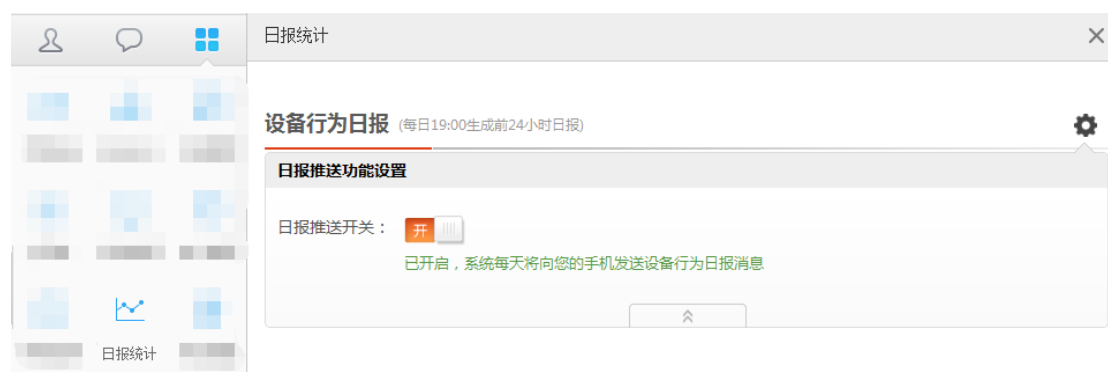 日报统计
设备行为日报 (每日19:00生成前24小时日报)
日报推送功能设置
日报推送开关： 开
已开启，系统每天将向您的手机发送设备行为日报消息
日报统计